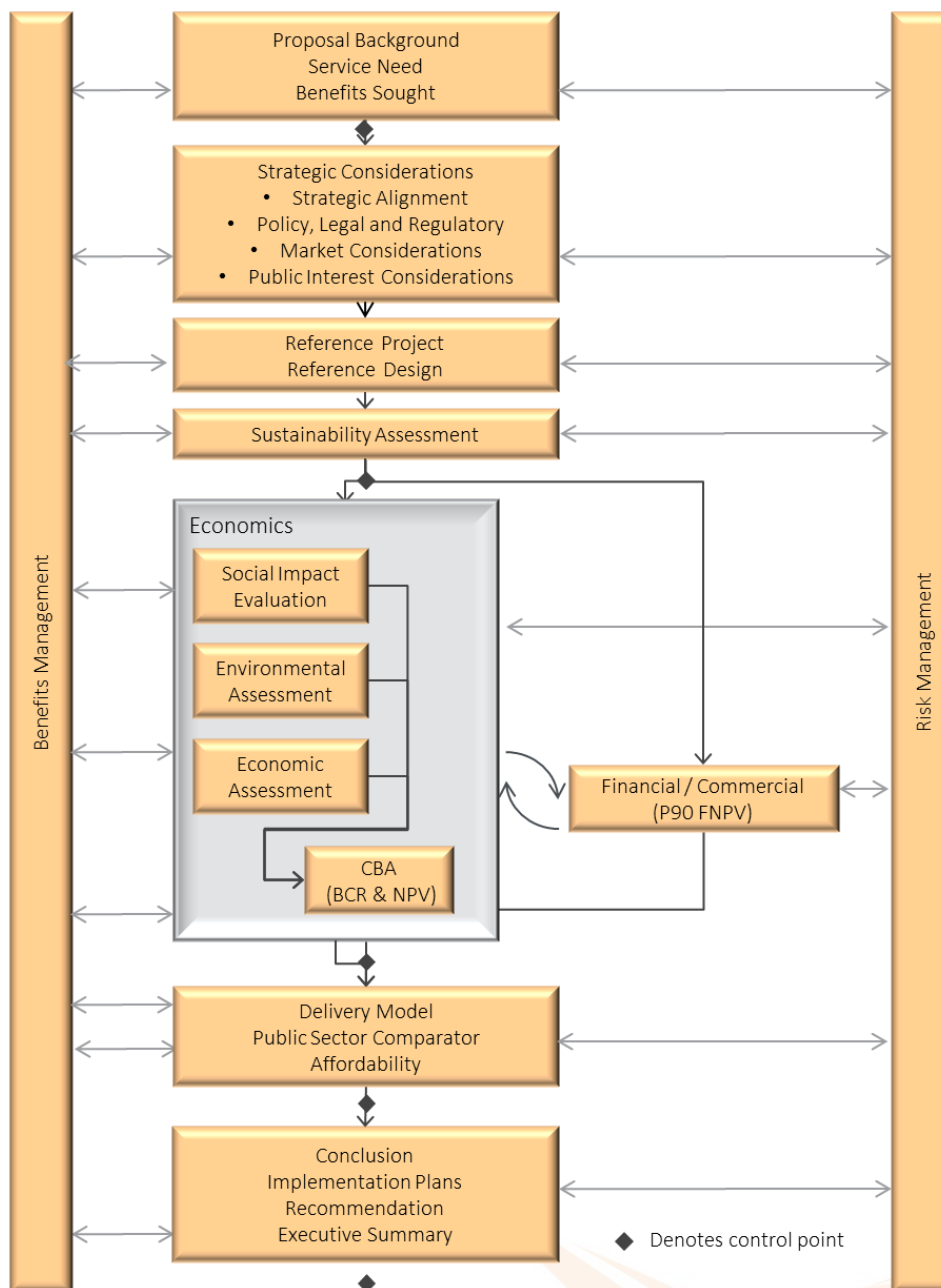 Proposal Background
Service Need
Benefits Sought
Strategic Considerations
• Strategic Alignment
• Policy, Legal and Regulatory
• Market Considerations
• Public Interest Considerations
Reference Project
Reference Design
Sustainability Assessment
Economics
Social Impact
Evaluation
Environmental
Assessment
Economic
Assessment
CBA
(BCR & NPV)
Financial / Commercial
(P90 FNPV)
Benefits Management
Risk Management
Delivery Model
Public Sector Comparator
Affordability
Conclusion
Implementation Plans
Recommendation
Executive Summary
◆ Denotes control point